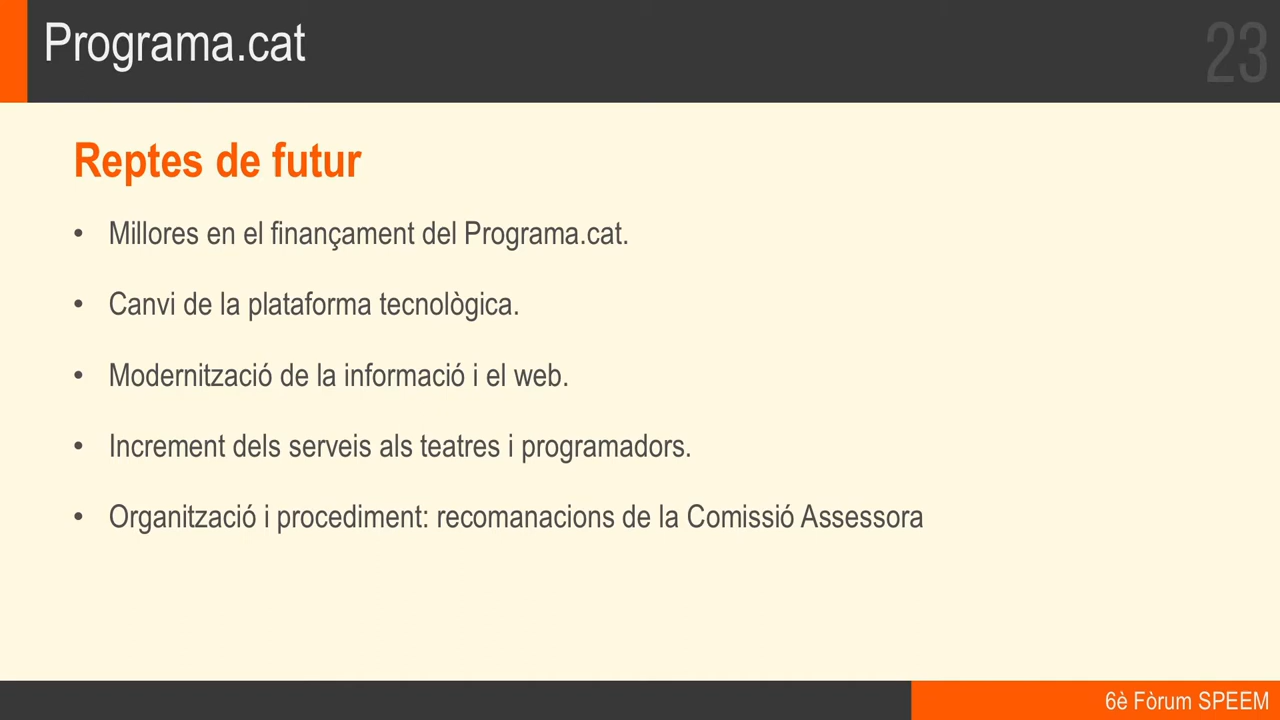 Programa.cat
23
Reptes de futur
• Millores en el finançament del Programa.cat.
• Canvi de la plataforma tecnològica.
• Modernització de la informació i el web.
• Increment dels serveis als teatres i programadors.
• Organització i procediment: recomanacions de la Comissió Assessora
6è Fòrum SPEEM